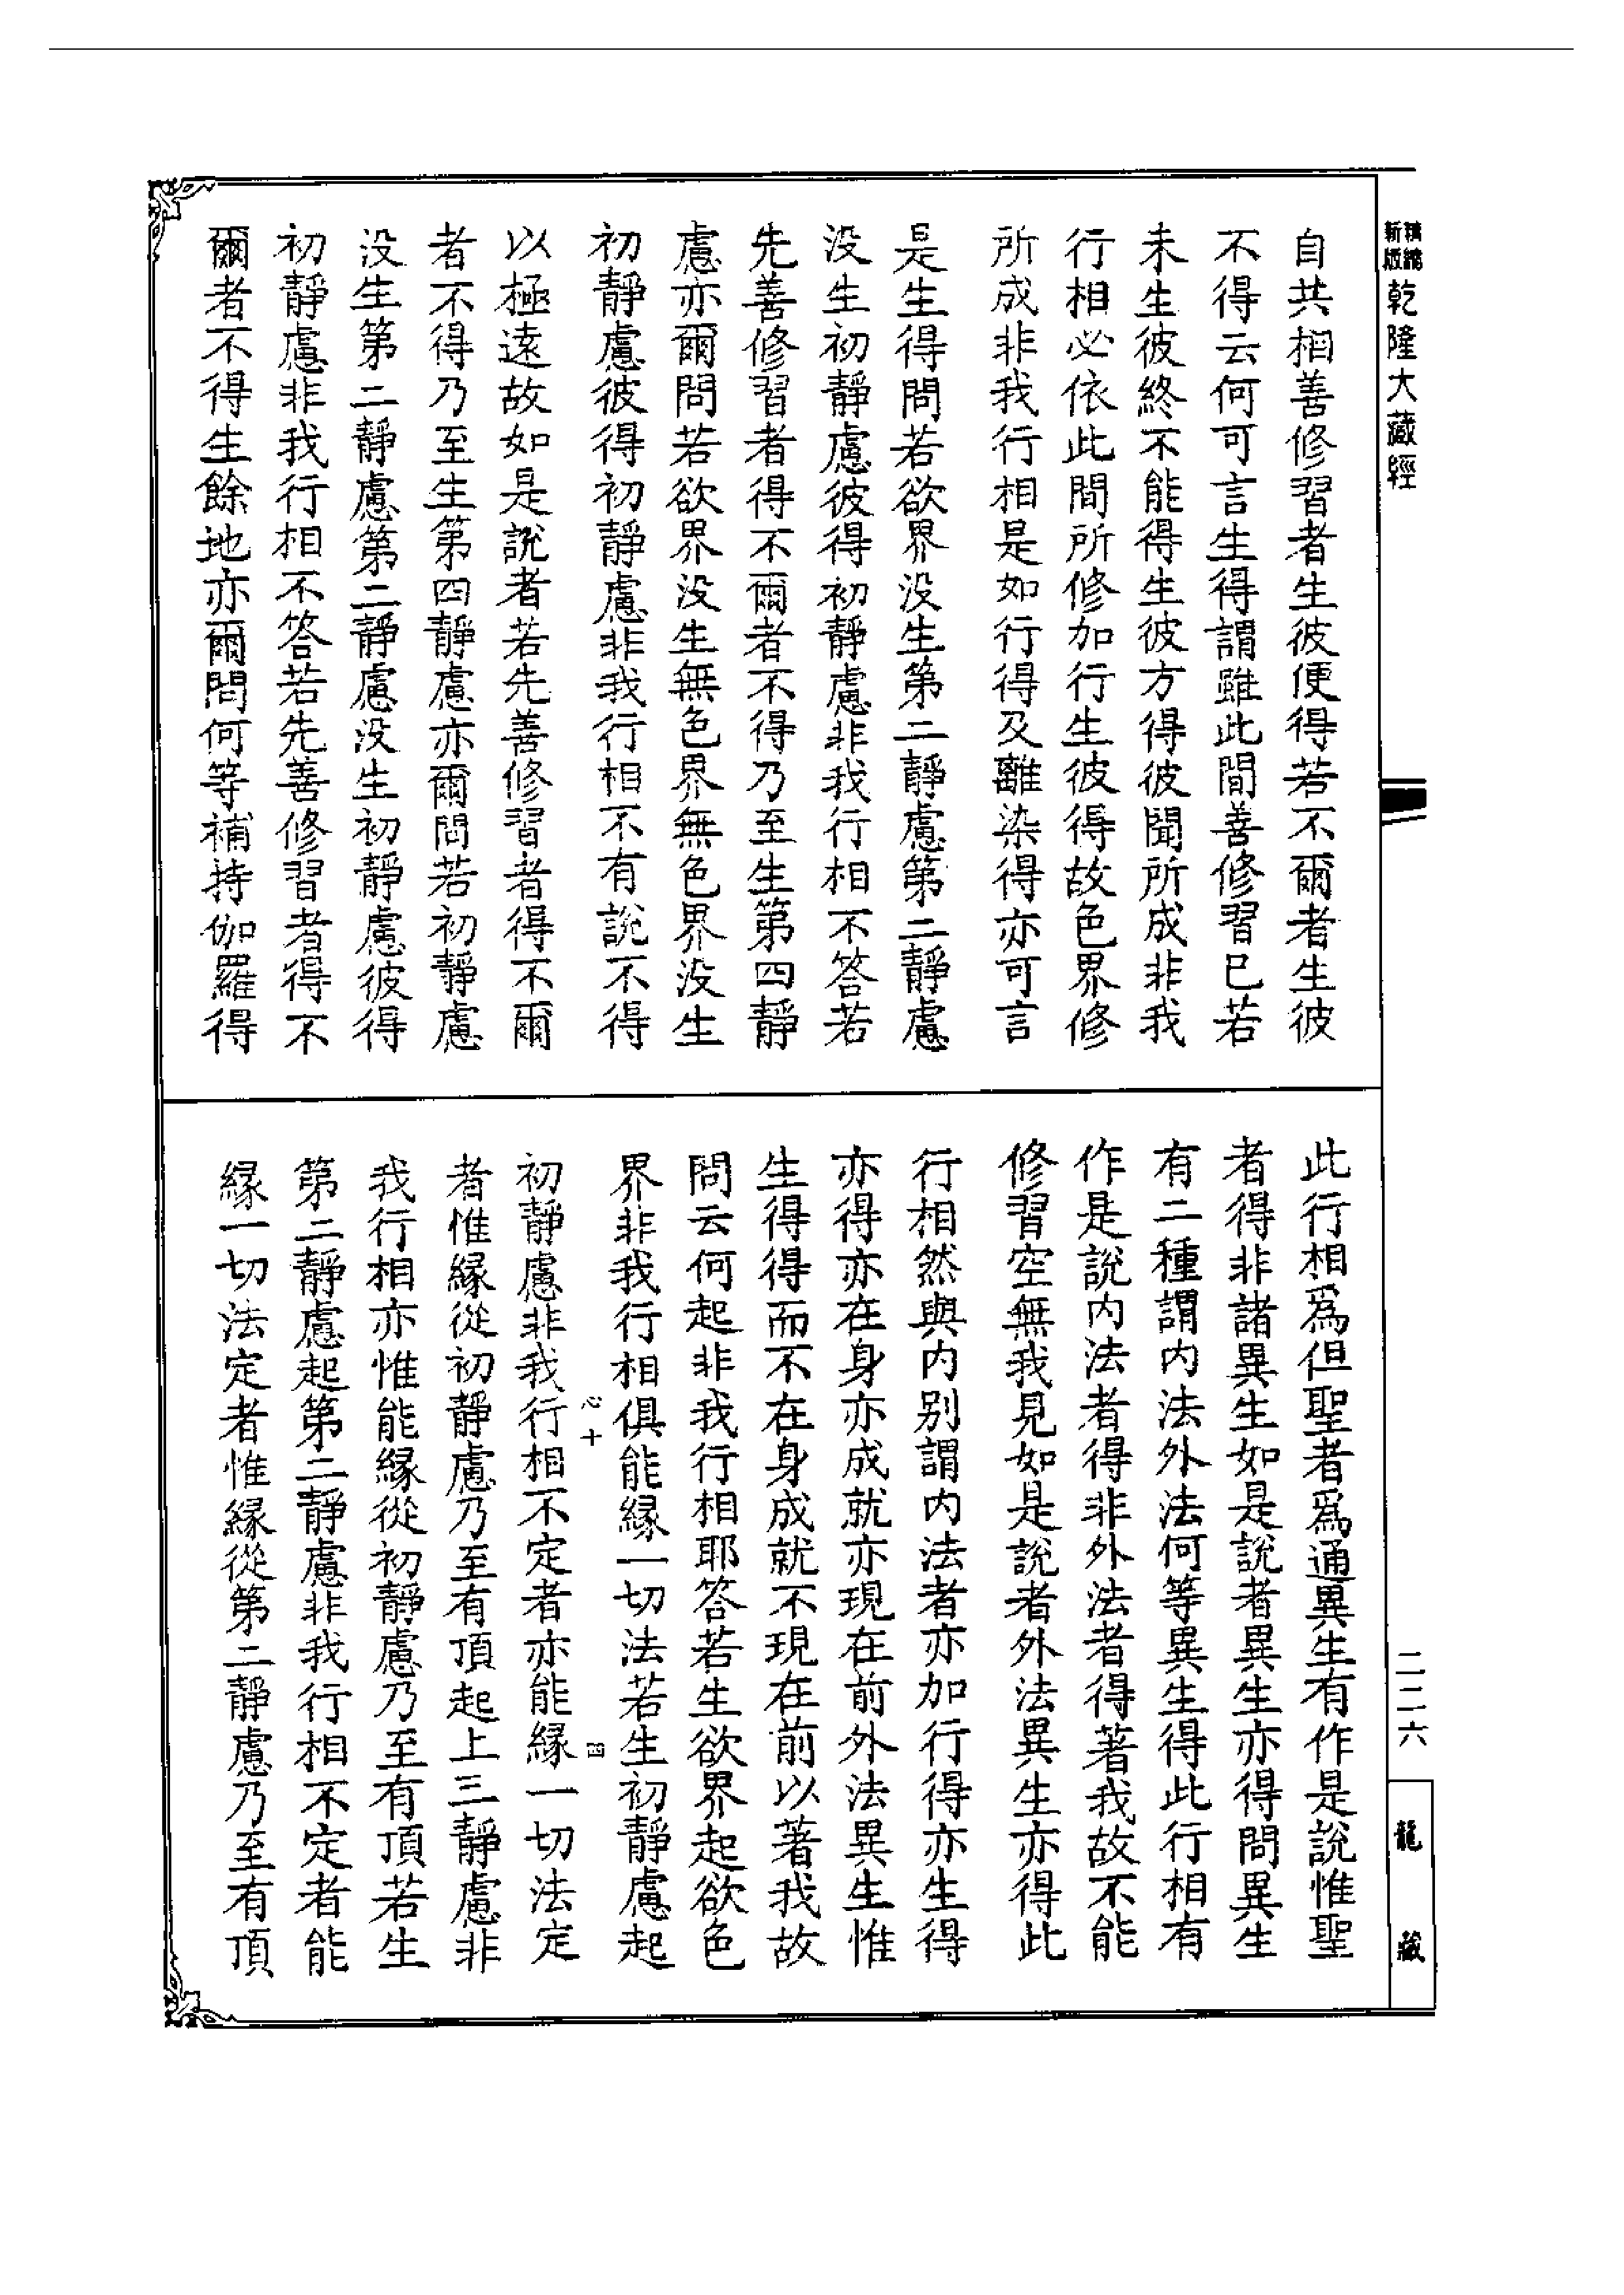 新版
精縮
乾隆大藏經
二二六
龍藏
自共相善修習者生彼便得若不爾者生彼
不得云何可言生得謂雖此間善修習已若
未生彼終不能得生彼方得彼聞所成非我
行相必依此間所修加行生彼得故色界修
所成非我行相是如行得及離染得亦可言
是生得問若欲界没生第二靜慮第二靜慮
没生初靜慮彼得初靜慮非我行相不答若
先善修習者得不爾者不得乃至生第四靜
慮亦爾問若欲界没生無色界無色界没生
初靜慮彼得初靜慮非我行相不有說不得
以極遠故如是說者若先善修習者得不爾
者不得乃至生第四靜慮亦爾問若初靜慮
没生第二靜慮第二靜慮没生初靜慮彼得
初靜慮非我行相不答若先善修習者得不
爾者不得生餘地亦爾問何等補特伽羅得
此行相爲但聖者爲通異生有作是說惟聖
者得非諸異生如是說者異生亦得問異生
有二種謂内法外法何等異生得此行相有
作是說内法者得非外法者得著我故不能
修習空無我見如是說者外法異生亦得此
行相然與内别謂内法者亦加行得亦生得
亦得亦在身亦成就亦現在前外法異生惟
生得得而不在身成就不現在前以著我故
問云何起非我行相耶答若生欲界起欲色
界非我行相俱能緣一切法若生初靜慮起
心十
四
初靜慮非我行相不定者亦能緣一切法定
者惟緣從初靜慮乃至有頂起上三靜慮非
我行相亦惟能緣從初靜慮乃至有頂若生
第二靜慮起第二靜慮非我行相不定者能
緣一切法定者惟緣從第二靜慮乃至有頂